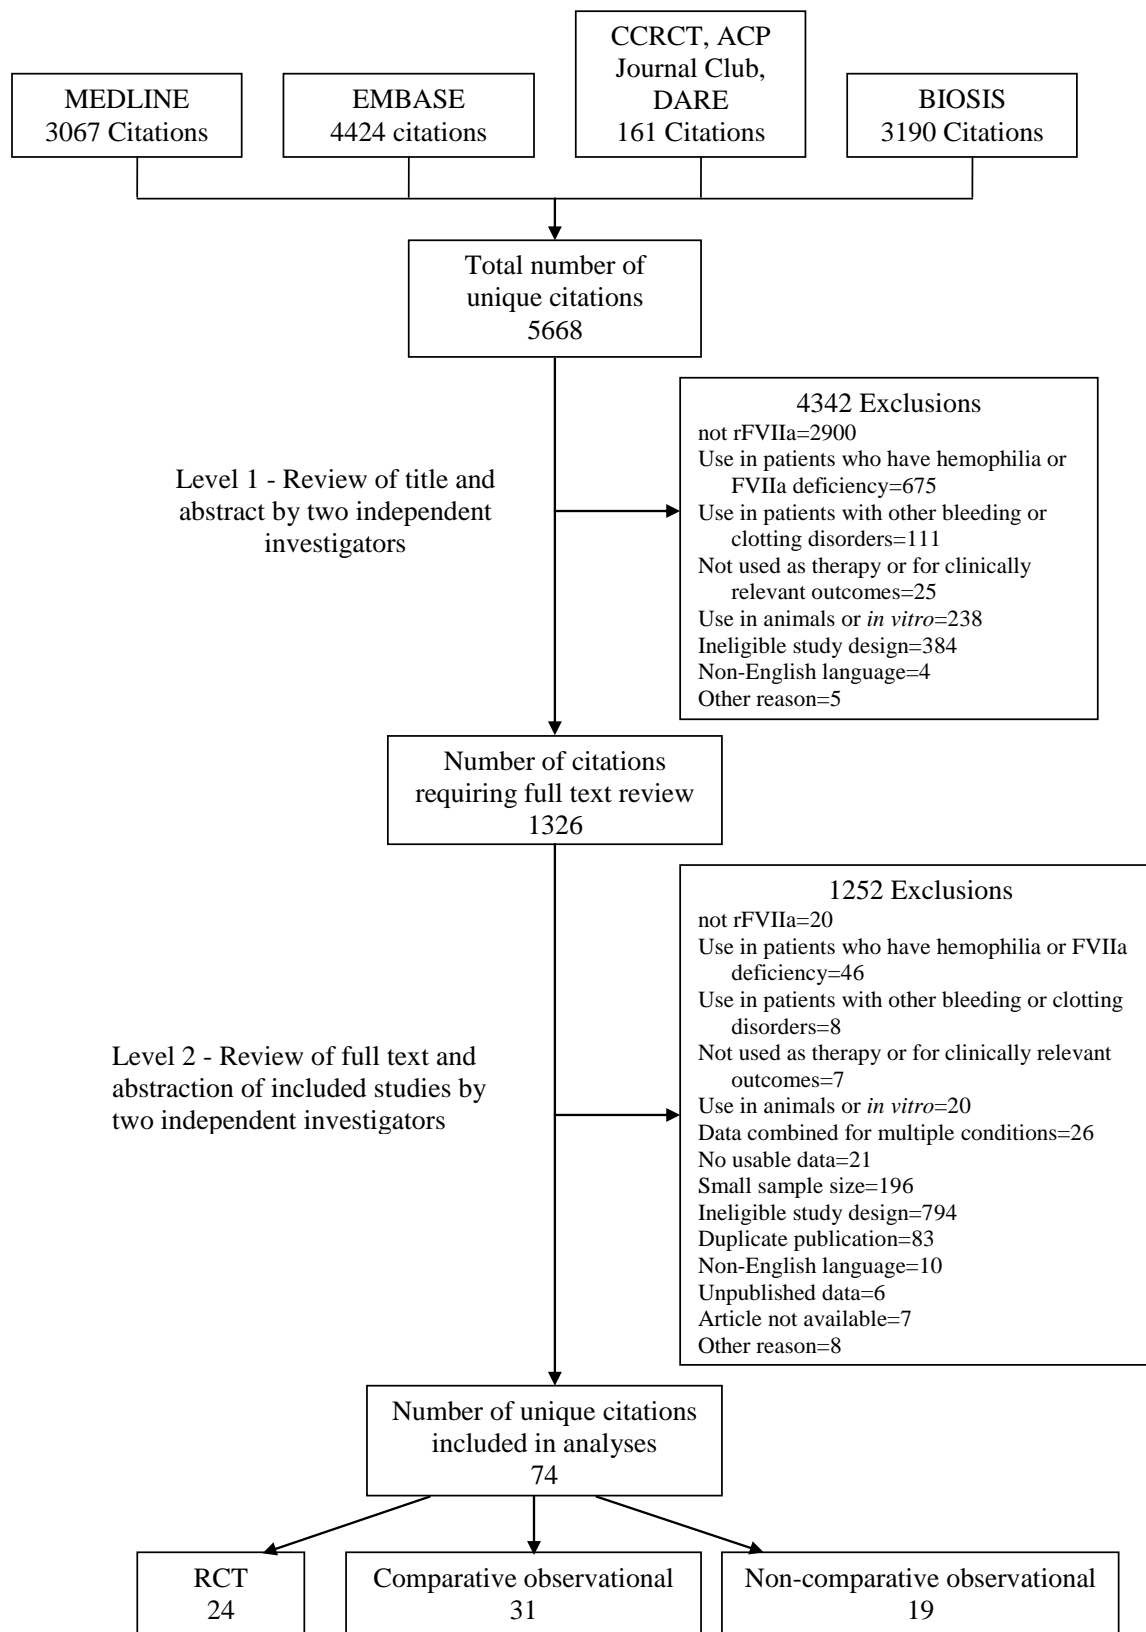 MEDLINE
3067 Citations
EMBASE
4424 citations
CCRCT, ACP
Journal Club,
DARE
161 Citations
BIOSIS
3190 Citations
Total number of
unique citations
5668
4342 Exclusions
not rFVIIa=2900
Use in patients who have hemophilia or
FVIIa deficiency=675
Use in patients with other bleeding or
clotting disorders=111
Not used as therapy or for clinically
relevant outcomes=25
Use in animals or in vitro=238
Ineligible study design=384
Non-English language=4
Other reason=5
Level 1 - Review of title and
abstract by two independent
investigators
Number of citations
requiring full text review
1326
1252 Exclusions
not rFVIIa=20
Use in patients who have hemophilia or FVIIa
deficiency=46
Use in patients with other bleeding or clotting
disorders=8
Not used as therapy or for clinically relevant
outcomes=7
Use in animals or in vitro=20
Data combined for multiple conditions=26
No usable data=21
Small sample size=196
Ineligible study design=794
Duplicate publication=83
Non-English language=10
Unpublished data=6
Article not available=7
Other reason=8
Level 2 - Review of full text and
abstraction of included studies by
two independent investigators
Number of unique citations
included in analyses
74
RCT
24
Comparative observational
31
Non-comparative observational
19